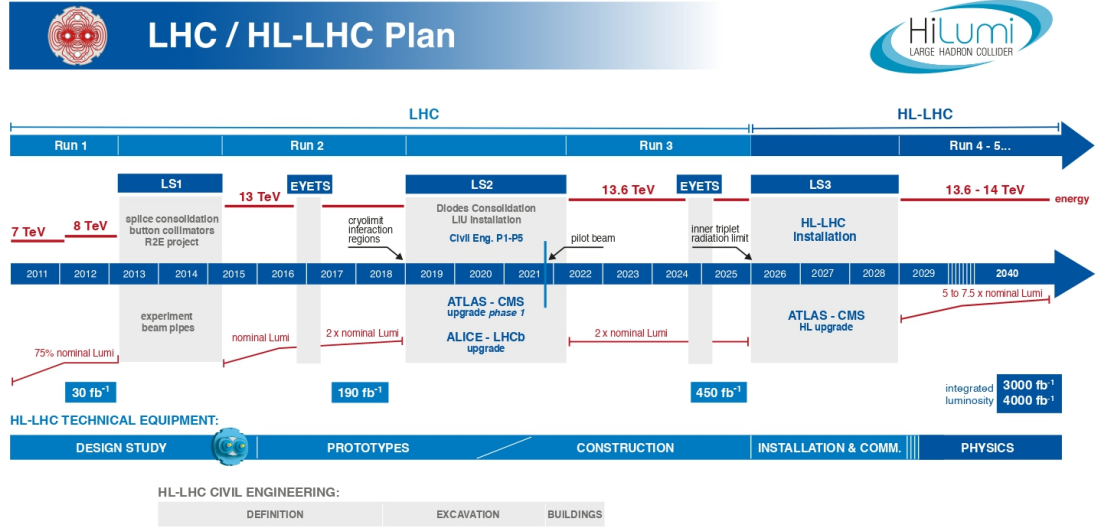 LHC / HL-LHC Plan
HiLumi
LARGE HADRON COLLIDER
LHC
HL-LHC
Run 1
Run 2
Run 3
Run 4 - 5...
LS1
EYETS
LS2
EYETS
LS3
7 TeV
8 TeV
13 TeV
13.6 TeV
13.6 - 14 TeV
energy
splice consolidation
button collimators
R2E project
cryolimit
interaction
regions
Diodes Consolidation
LIU Installation
Civil Eng. P1-P5
pilot beam
inner triplet
radiation limit
HL-LHC
Installation
2011 2012 2013 2014 2015 2016 2017 2018 2019 2020 2021 2022 2023 2024 2025 2026 2027 2028 2029 2040
experiment
beam pipes
ATLAS - CMS
upgrade phase 1
ALICE - LHCb
upgrade
ATLAS - CMS
HL upgrade
75% nominal Lumi
nominal Lumi
2 x nominal Lumi
2 x nominal Lumi
5 to 7.5 x nominal Lumi
30 fb-1
190 fb-1
450 fb-1
integrated
luminosity
3000 fb-1
4000 fb-1
HL-LHC TECHNICAL EQUIPMENT:
DESIGN STUDY
PROTOTYPES
CONSTRUCTION
INSTALLATION & COMM.
PHYSICS
HL-LHC CIVIL ENGINEERING:
DEFINITION
EXCAVATION
BUILDINGS